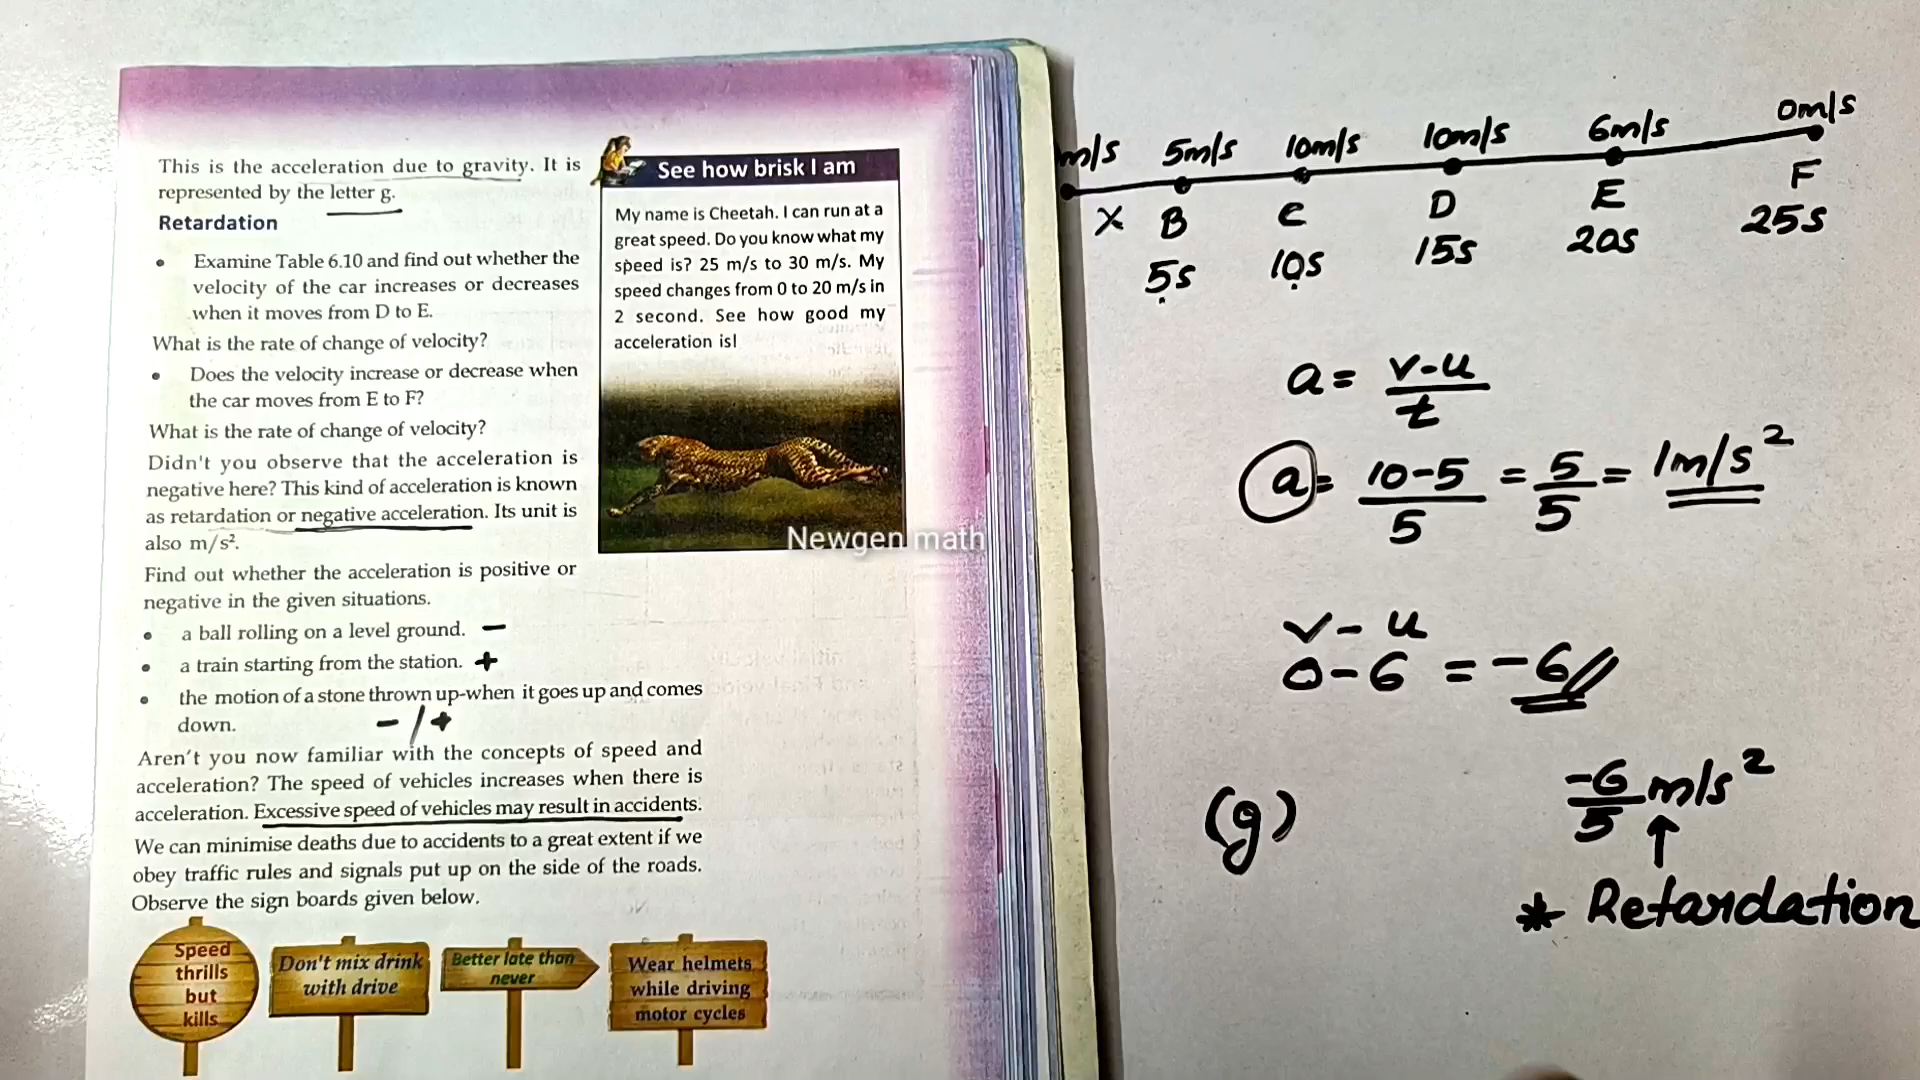 This is the acceleration due to gravity. It is
represented by the letter g.
Retardation
• Examine Table 6.10 and find out whether the
velocity of the car increases or decreases
when it moves from D to E.
What is the rate of change of velocity?
• Does the velocity increase or decrease when
the car moves from E to F?
What is the rate of change of velocity?
Didn't you observe that the acceleration is
negative here? This kind of acceleration is known
as retardation or negative acceleration. Its unit is
also m/s².
Find out whether the acceleration is positive or
negative in the given situations.
• a ball rolling on a level ground. −
• a train starting from the station. +
• the motion of a stone thrown up-when it goes up and comes
down. − / +
Aren't you now familiar with the concepts of speed and
acceleration? The speed of vehicles increases when there is
acceleration. Excessive speed of vehicles may result in accidents.
We can minimise deaths due to accidents to a great extent if we
obey traffic rules and signals put up on the side of the roads.
Observe the sign boards given below.
Speed
thrills
but
kills
Don't mix drink
with drive
Better late than
never
Wear helmets
while driving
motor cycles
See how brisk I am
My name is Cheetah. I can run at a
great speed. Do you know what my
speed is? 25 m/s to 30 m/s. My
speed changes from 0 to 20 m/s in
2 second. See how good my
acceleration is!
Newgen math
m/s 5m/s 10m/s 10m/s 6m/s 0m/s
X B C D E F
5s 10s 15s 20s 25s
a = v-u
t
a = 10-5 = 5 = 1m/s²
5 5
v - u
0-6 = -6
(g)
-6 m/s²
5
↑
* Retardation